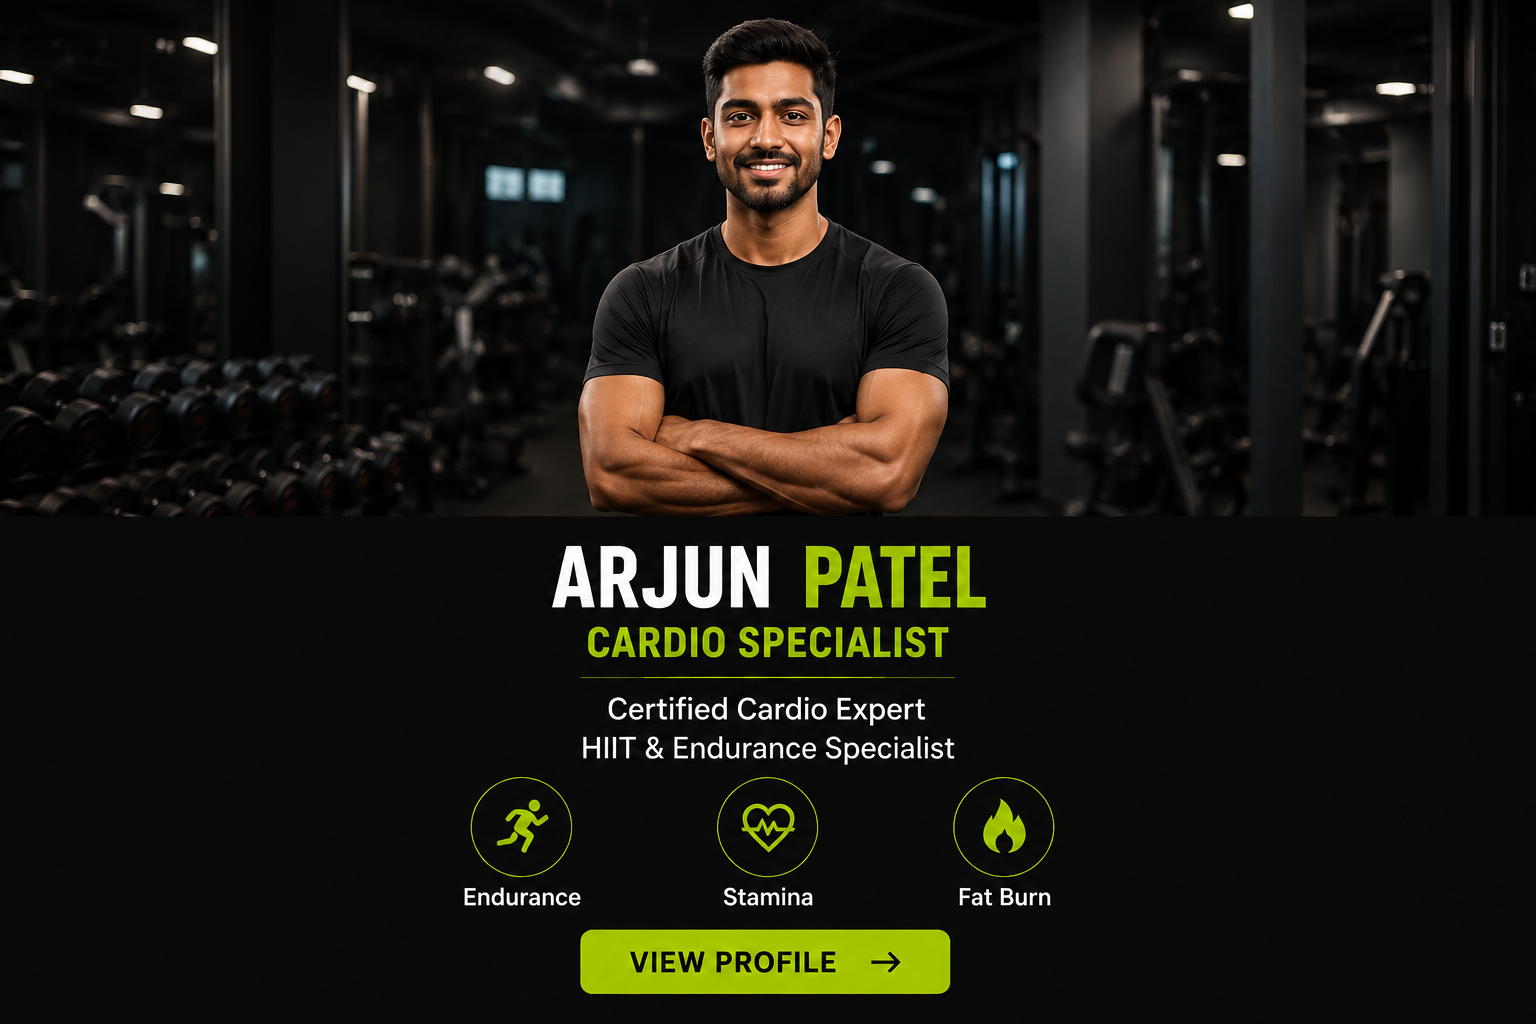 ARJUN PATEL
CARDIO SPECIALIST
Certified Cardio Expert
HIIT & Endurance Specialist
Endurance
Stamina
Fat Burn
VIEW PROFILE →